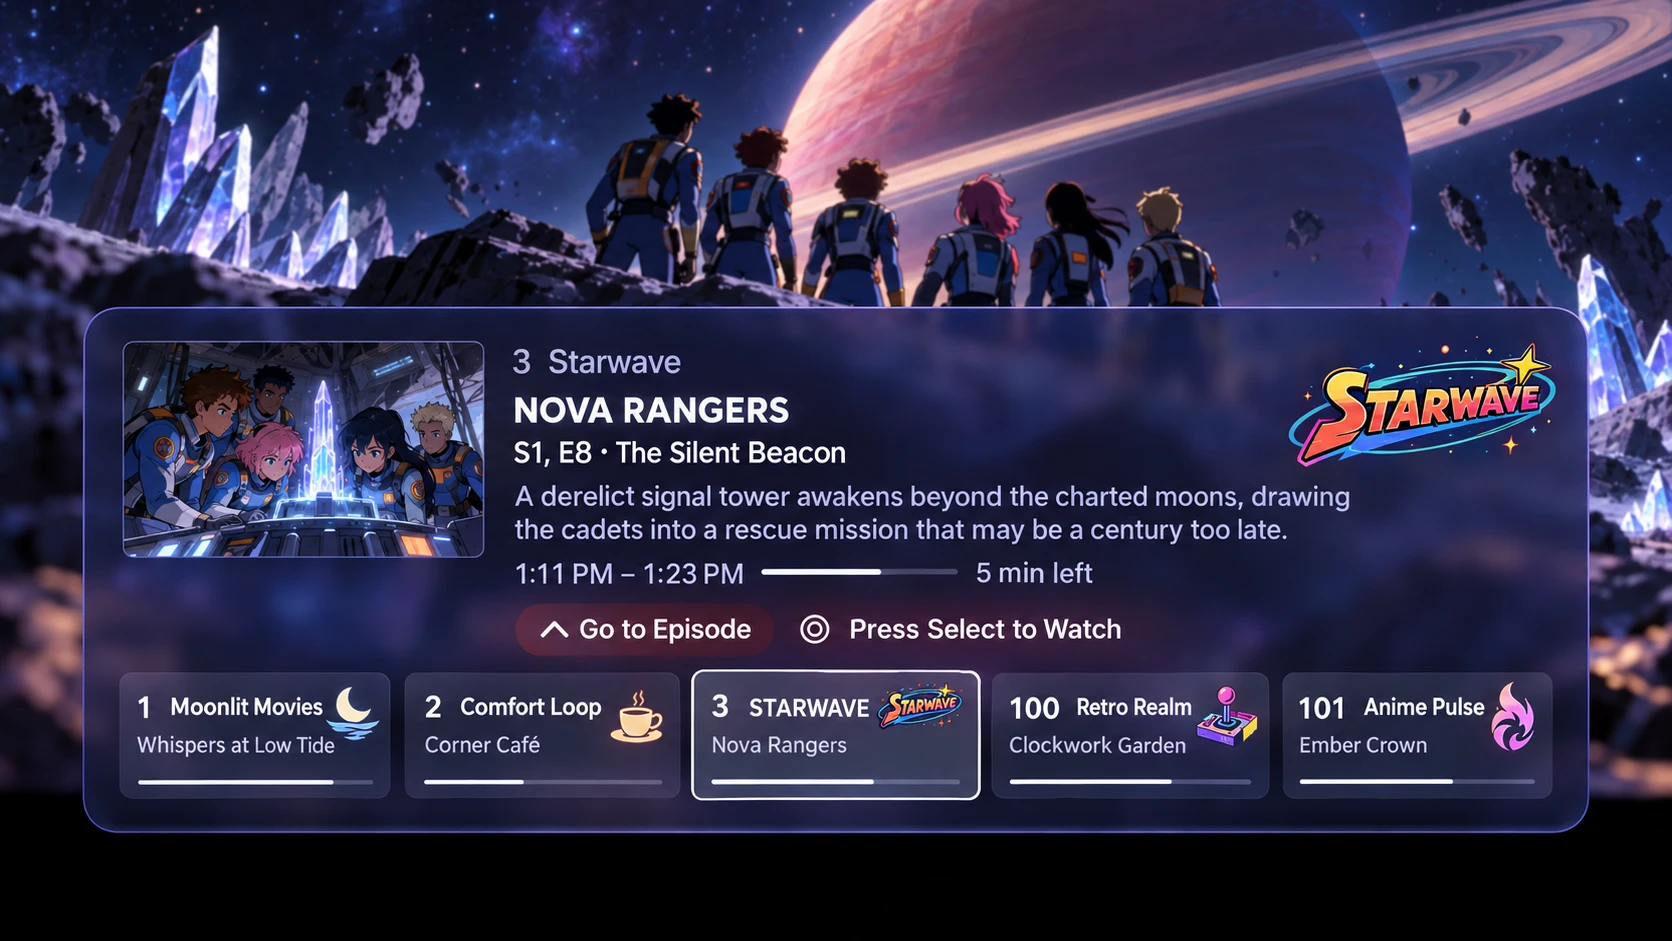 3 Starwave
STARWAVE
NOVA RANGERS
S1, E8 • The Silent Beacon
A derelict signal tower awakens beyond the charted moons, drawing
the cadets into a rescue mission that may be a century too late.
1:11 PM – 1:23 PM 5 min left
Go to Episode Press Select to Watch
1 Moonlit Movies
Whispers at Low Tide
2 Comfort Loop
Corner Café
3 STARWAVE STARWAVE
Nova Rangers
100 Retro Realm
Clockwork Garden
101 Anime Pulse
Ember Crown